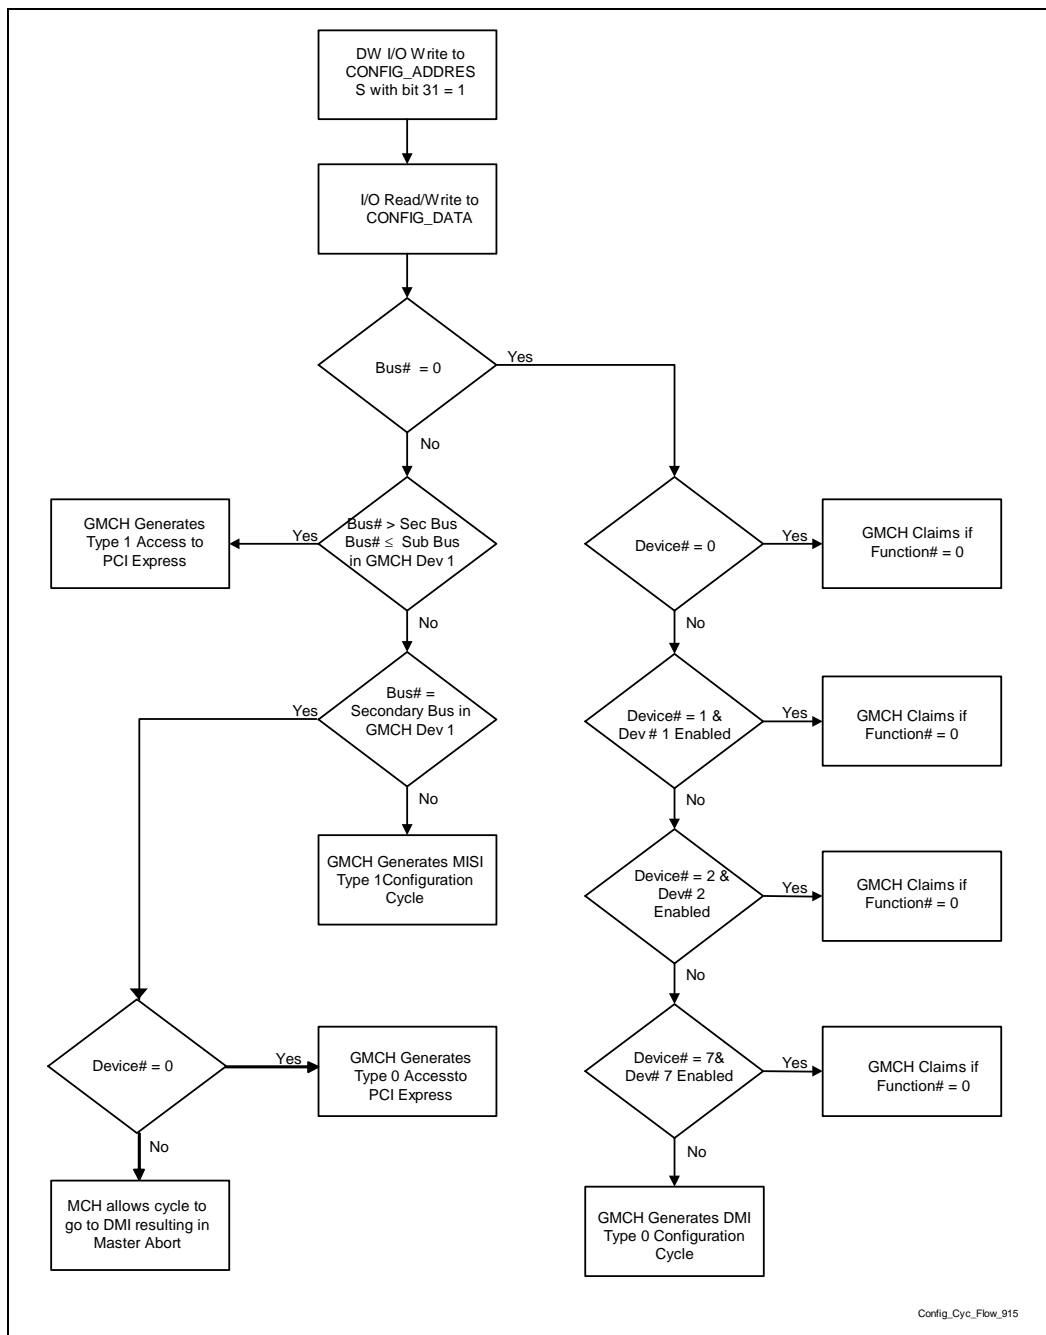 DW I/O Write to
CONFIG_ADDRES
S with bit 31 = 1
I/O Read/Write to
CONFIG_DATA
Bus# = 0
Yes
No
Bus# > Sec Bus
Bus# ≤ Sub Bus
in GMCH Dev 1
Yes
GMCH Generates
Type 1 Access to
PCI Express
No
Device# = 0
Yes
GMCH Claims if
Function# = 0
No
Bus# =
Secondary Bus in
GMCH Dev 1
Yes
No
Device# = 1 &
Dev # 1 Enabled
Yes
GMCH Claims if
Function# = 0
No
GMCH Generates MISI
Type 1Configuration
Cycle
Device# = 2 &
Dev# 2
Enabled
Yes
GMCH Claims if
Function# = 0
No
Device# = 0
Yes
GMCH Generates
Type 0 Accessto
PCI Express
No
MCH allows cycle to
go to DMI resulting in
Master Abort
Device# = 7&
Dev# 7 Enabled
Yes
GMCH Claims if
Function# = 0
No
GMCH Generates DMI
Type 0 Configuration
Cycle
Config_Cyc_Flow_915